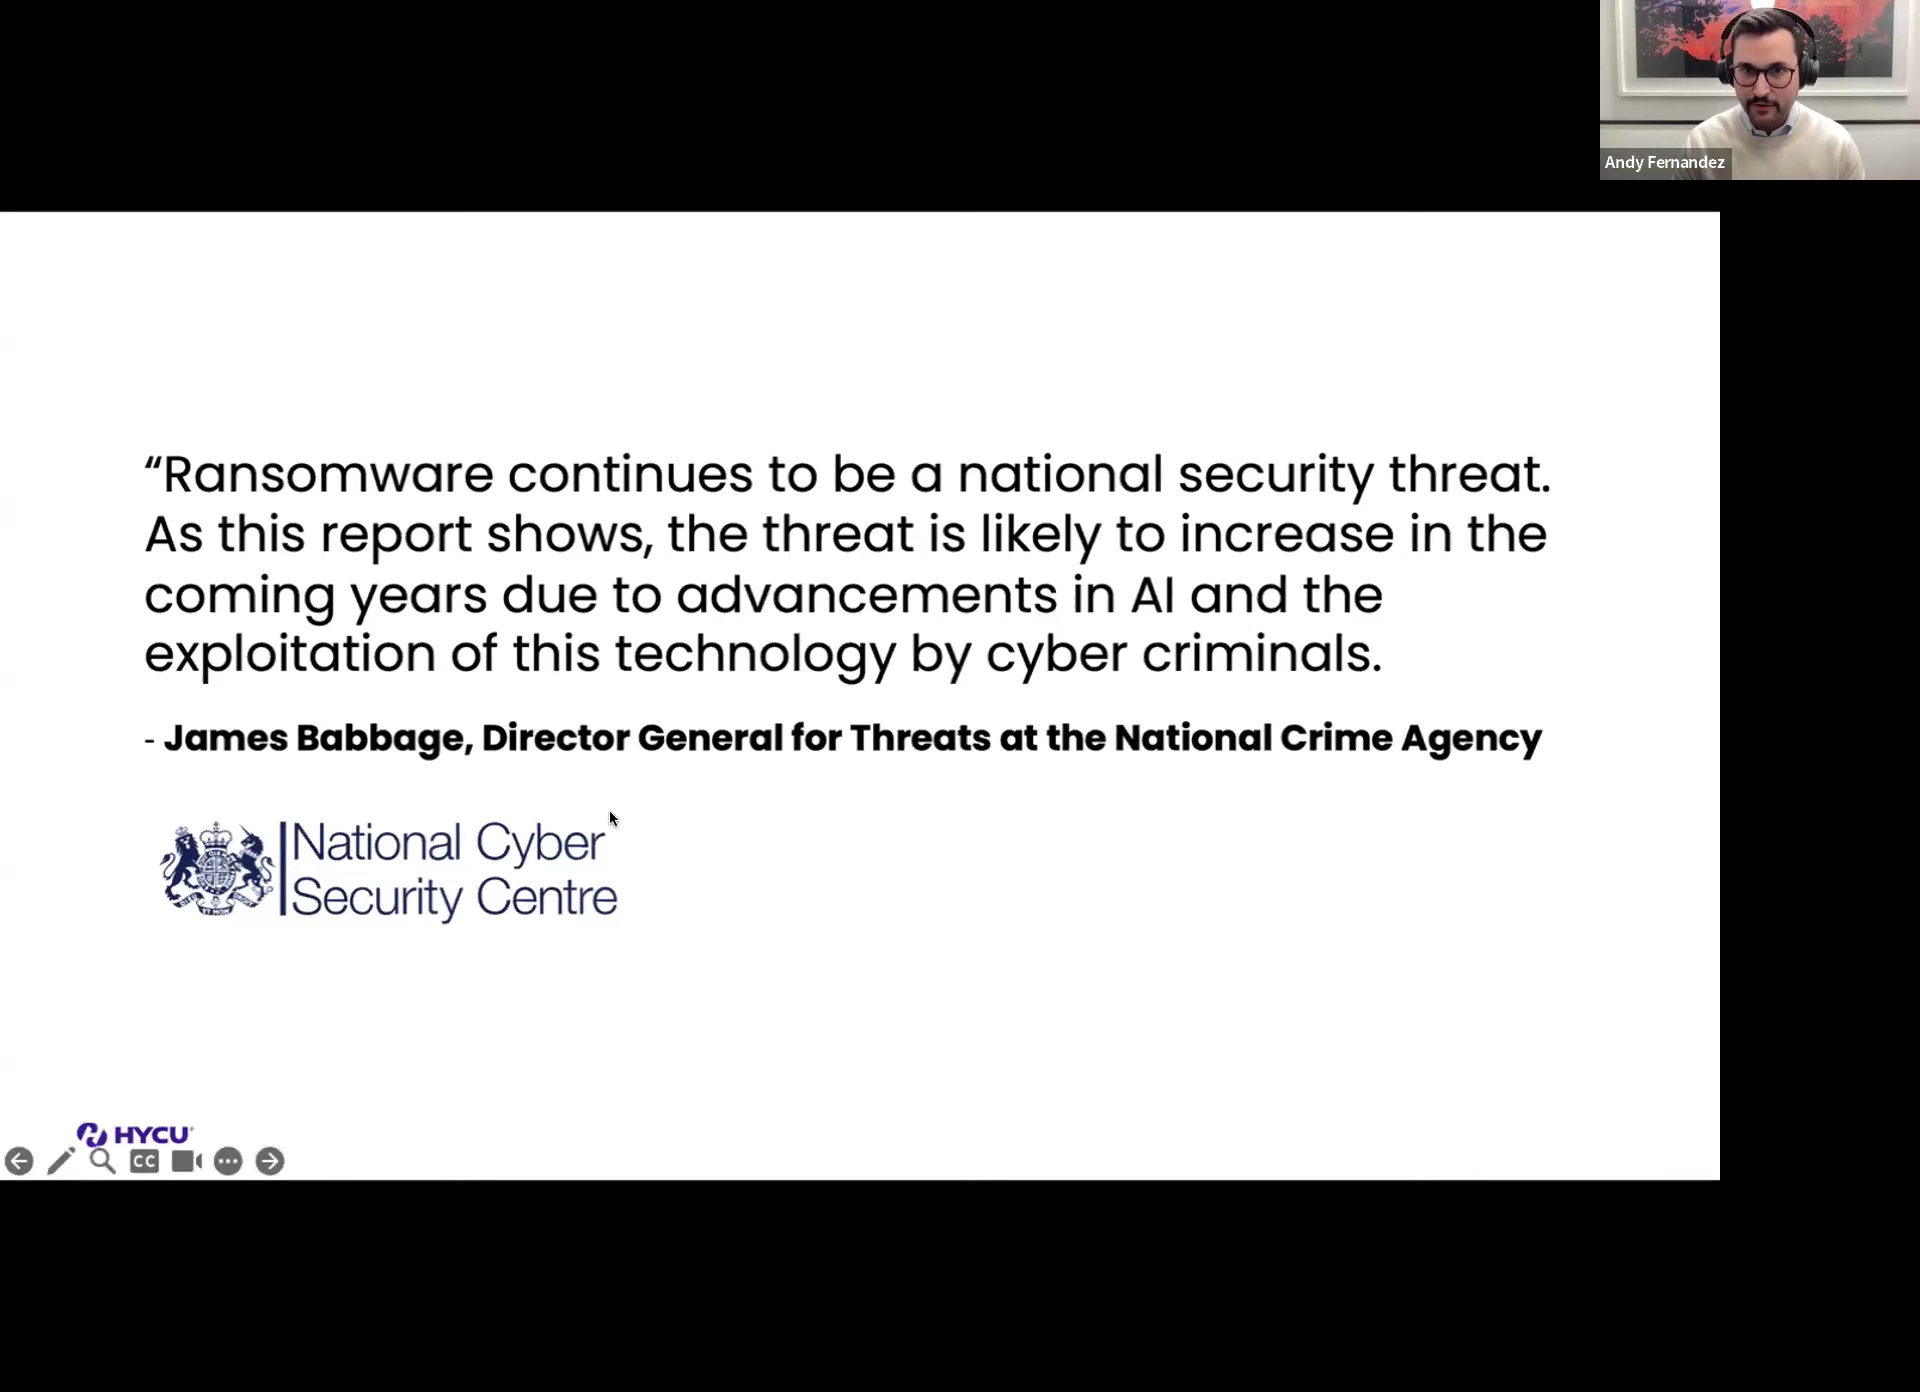 Andy Fernandez
“Ransomware continues to be a national security threat.
As this report shows, the threat is likely to increase in the
coming years due to advancements in AI and the
exploitation of this technology by cyber criminals.
- James Babbage, Director General for Threats at the National Crime Agency
National Cyber
Security Centre
HYCU
CC